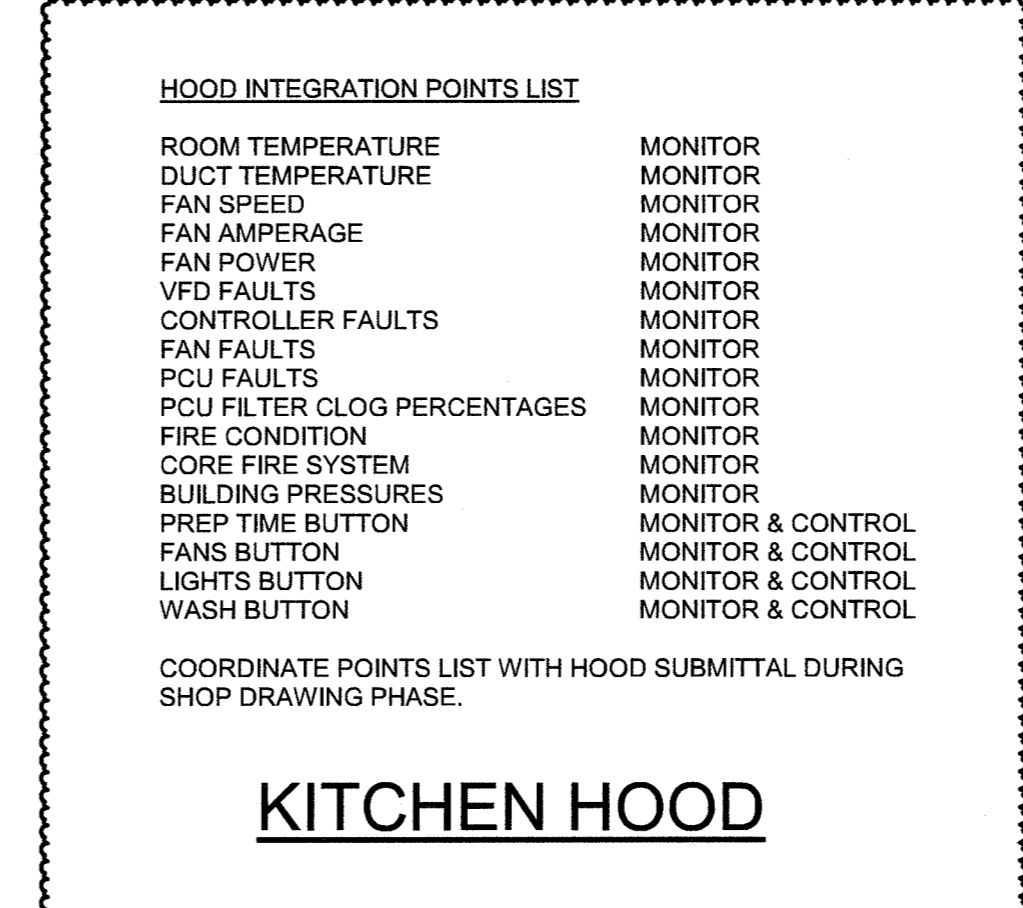 HOOD INTEGRATION POINTS LIST
ROOM TEMPERATURE MONITOR
DUCT TEMPERATURE MONITOR
FAN SPEED MONITOR
FAN AMPERAGE MONITOR
FAN POWER MONITOR
VFD FAULTS MONITOR
CONTROLLER FAULTS MONITOR
FAN FAULTS MONITOR
PCU FAULTS MONITOR
PCU FILTER CLOG PERCENTAGES MONITOR
FIRE CONDITION MONITOR
CORE FIRE SYSTEM MONITOR
BUILDING PRESSURES MONITOR
PREP TIME BUTTON MONITOR & CONTROL
FANS BUTTON MONITOR & CONTROL
LIGHTS BUTTON MONITOR & CONTROL
WASH BUTTON MONITOR & CONTROL
COORDINATE POINTS LIST WITH HOOD SUBMITTAL DURING
SHOP DRAWING PHASE.
KITCHEN HOOD